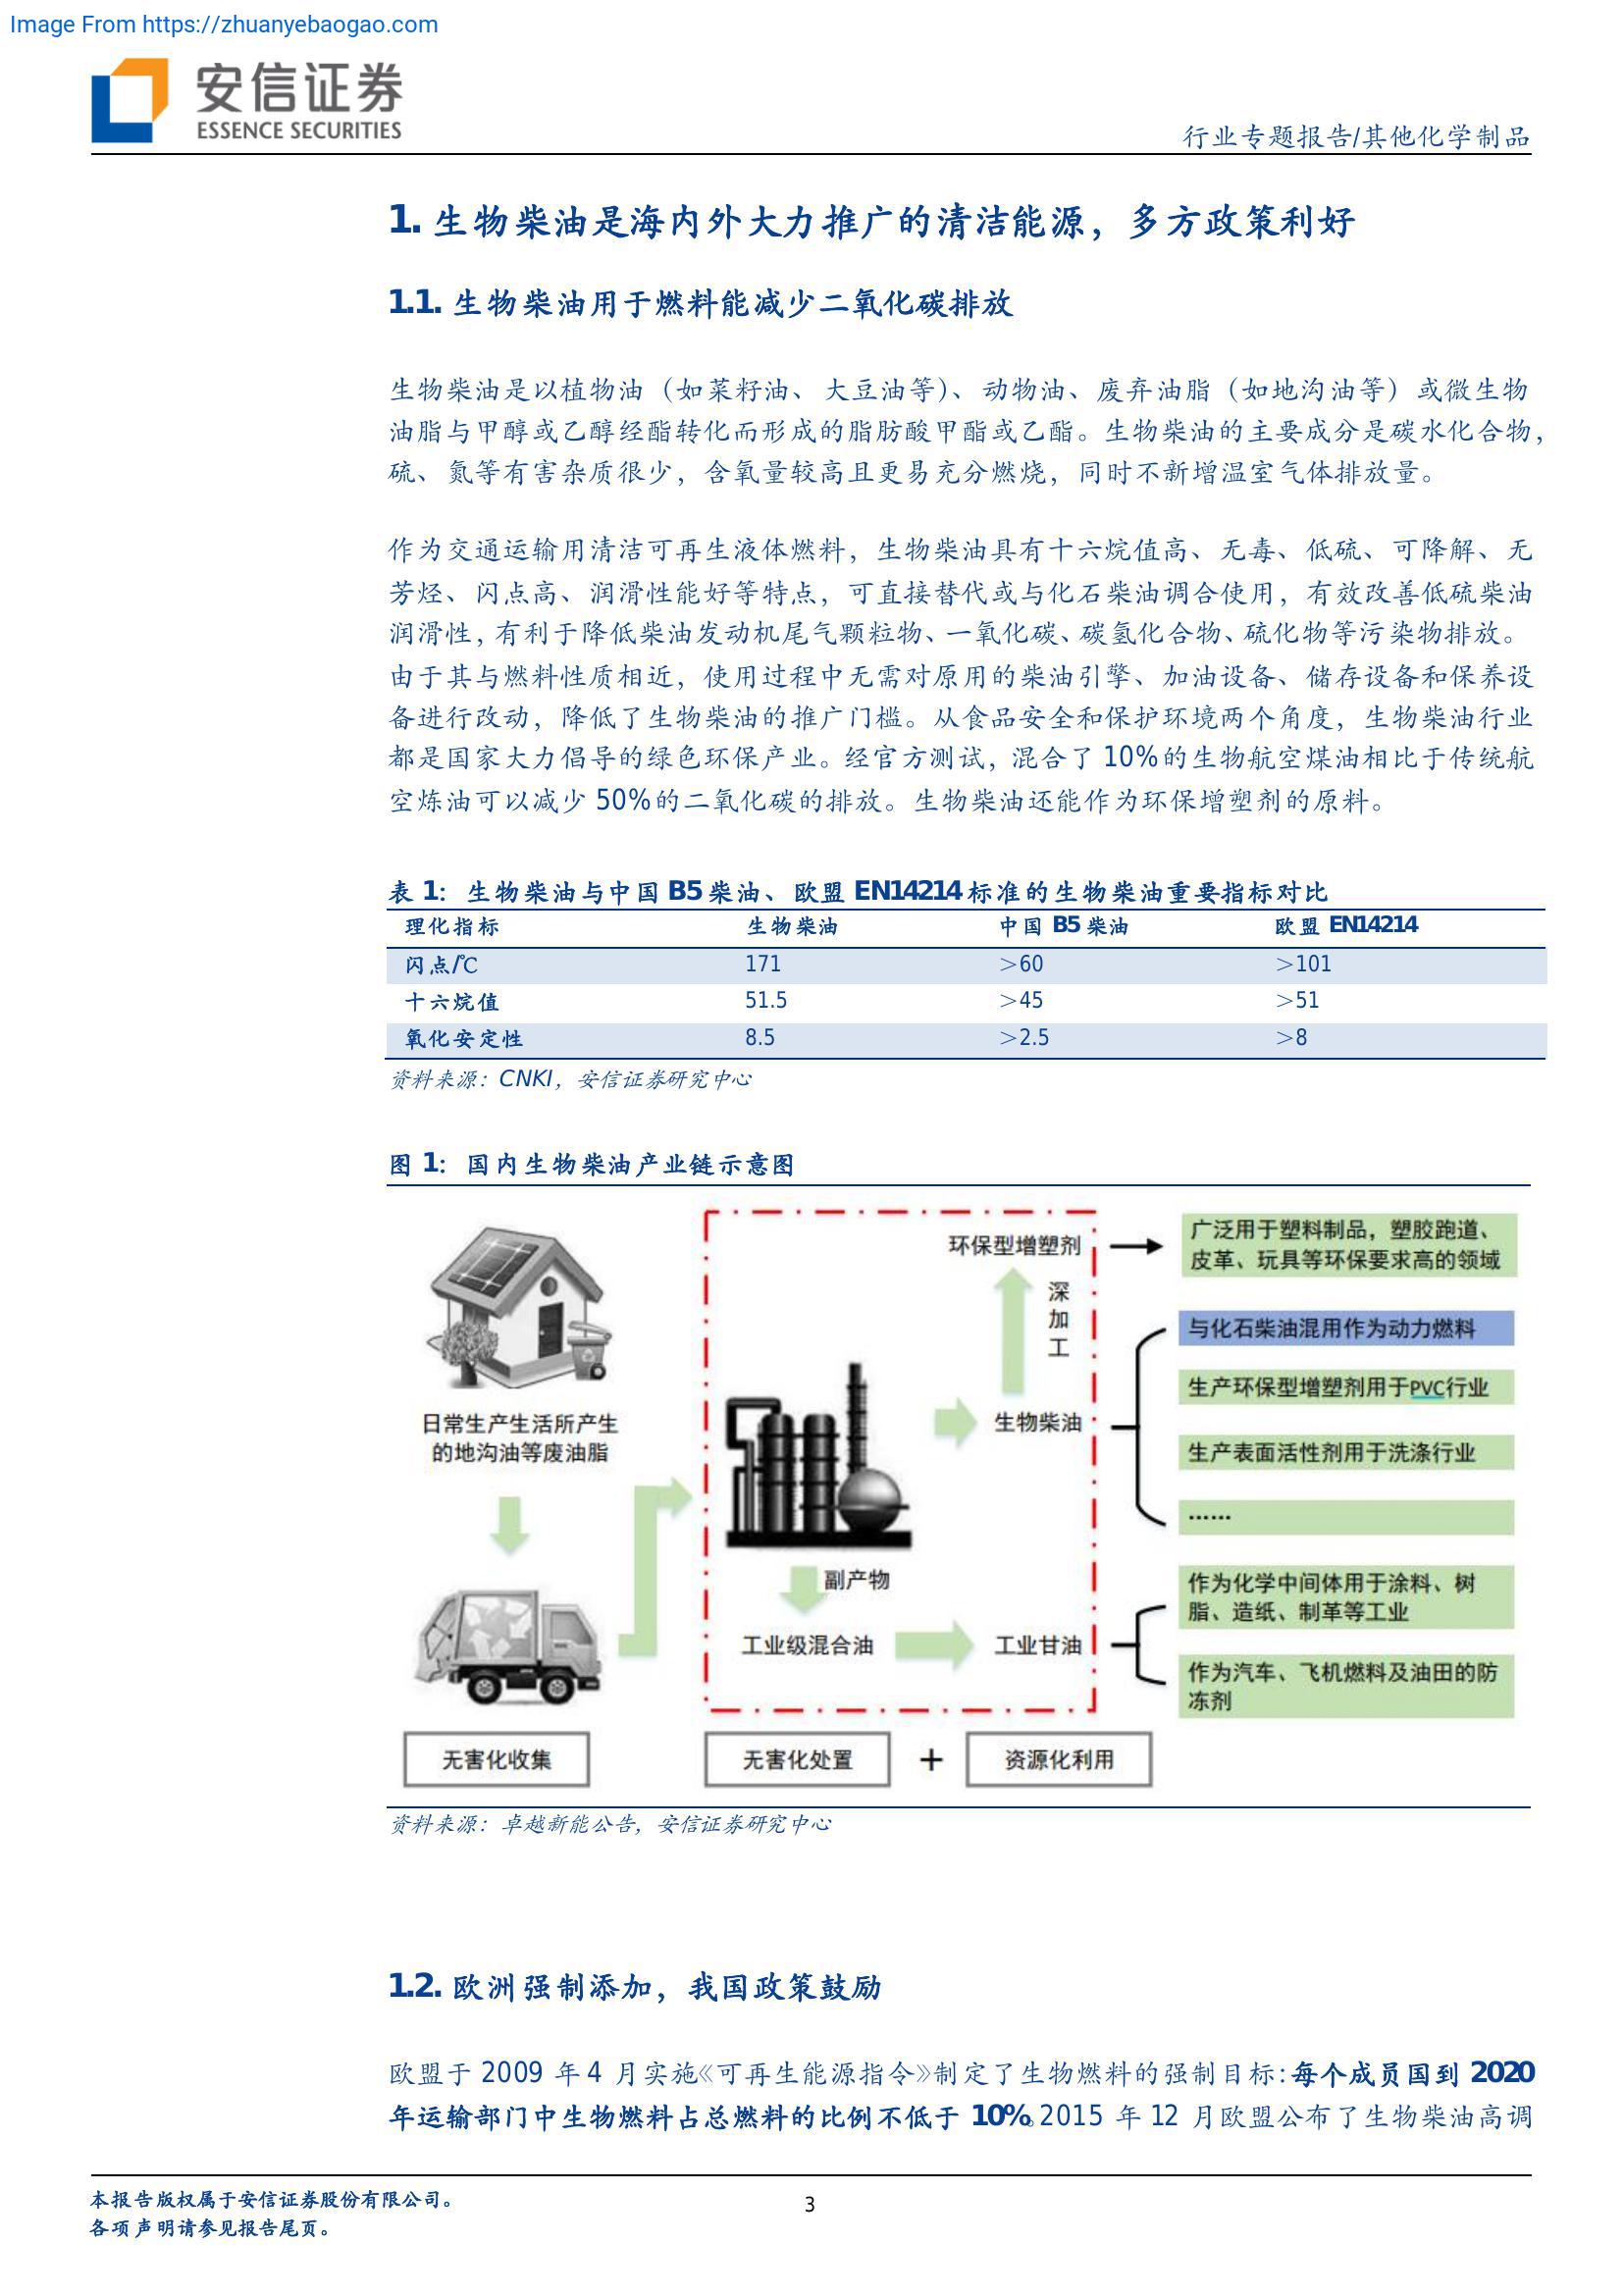 Image From https://zhuanyebaogao.com
安信证券
ESSENCE SECURITIES
行业专题报告/其他化学制品
1. 生物柴油是海内外大力推广的清洁能源，多方政策利好
1.1. 生物柴油用于燃料能减少二氧化碳排放
生物柴油是以植物油（如菜籽油、大豆油等）、动物油、废弃油脂（如地沟油等）或微生物
油脂与甲醇或乙醇经酯转化而形成的脂肪酸甲酯或乙酯。生物柴油的主要成分是碳水化合物，
硫、氮等有害杂质很少，含氧量较高且更易充分燃烧，同时不新增温室气体排放量。
作为交通运输用清洁可再生液体燃料，生物柴油具有十六烷值高、无毒、低硫、可降解、无
芳烃、闪点高、润滑性能好等特点，可直接替代或与化石柴油调合使用，有效改善低硫柴油
润滑性，有利于降低柴油发动机尾气颗粒物、一氧化碳、碳氢化合物、硫化物等污染物排放。
由于其与燃料性质相近，使用过程中无需对原用的柴油引擎、加油设备、储存设备和保养设
备进行改动，降低了生物柴油的推广门槛。从食品安全和保护环境两个角度，生物柴油行业
都是国家大力倡导的绿色环保产业。经官方测试，混合了 10%的生物航空煤油相比于传统航
空炼油可以减少 50%的二氧化碳的排放。生物柴油还能作为环保增塑剂的原料。
表 1：生物柴油与中国 B5 柴油、欧盟 EN14214 标准的生物柴油重要指标对比
理化指标 生物柴油 中国 B5 柴油 欧盟 EN14214
闪点/℃ 171 ＞60 ＞101
十六烷值 51.5 ＞45 ＞51
氧化安定性 8.5 ＞2.5 ＞8
资料来源：CNKI，安信证券研究中心
图 1：国内生物柴油产业链示意图
日常生产生活所产生
的地沟油等废油脂
环保型增塑剂
深
加
工
生物柴油
副产物
工业级混合油
工业甘油
广泛用于塑料制品，塑胶跑道、
皮革、玩具等环保要求高的领域
与化石柴油混用作为动力燃料
生产环保型增塑剂用于PVC行业
生产表面活性剂用于洗涤行业
……
作为化学中间体用于涂料、树
脂、造纸、制革等工业
作为汽车、飞机燃料及油田的防
冻剂
无害化收集
无害化处置 + 资源化利用
资料来源：卓越新能公告，安信证券研究中心
1.2. 欧洲强制添加，我国政策鼓励
欧盟于 2009 年 4 月实施《可再生能源指令》制定了生物燃料的强制目标：每个成员国到 2020
年运输部门中生物燃料占总燃料的比例不低于 10%。2015 年 12 月欧盟公布了生物柴油高调
本报告版权属于安信证券股份有限公司。
各项声明请参见报告尾页。
3